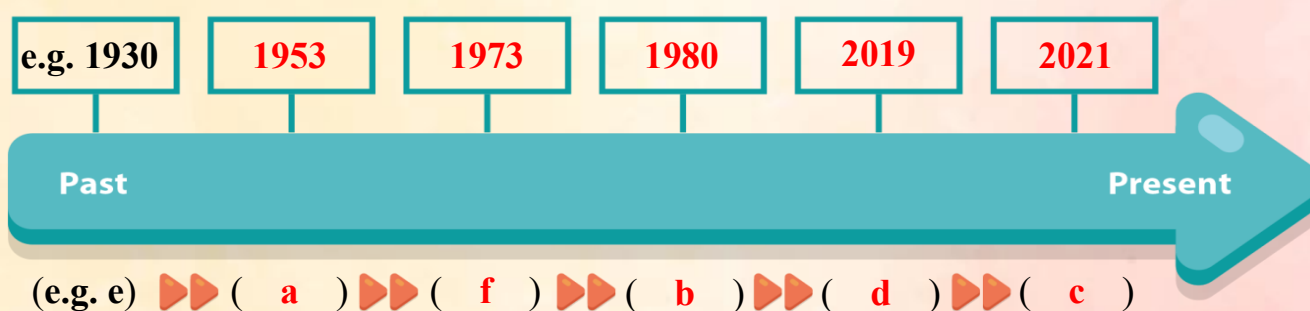 e.g. 1930 1953 1973 1980 2019 2021
Past Present
(e.g. e) ( a ) ( f ) ( b ) ( d ) ( c )